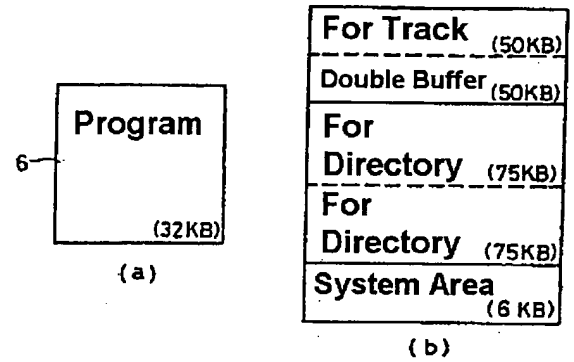 Program
6
(32KB)
(a)
For Track (50KB)
Double Buffer (50KB)
For
Directory (75KB)
For
Directory (75KB)
System Area
(6 KB)
(b)